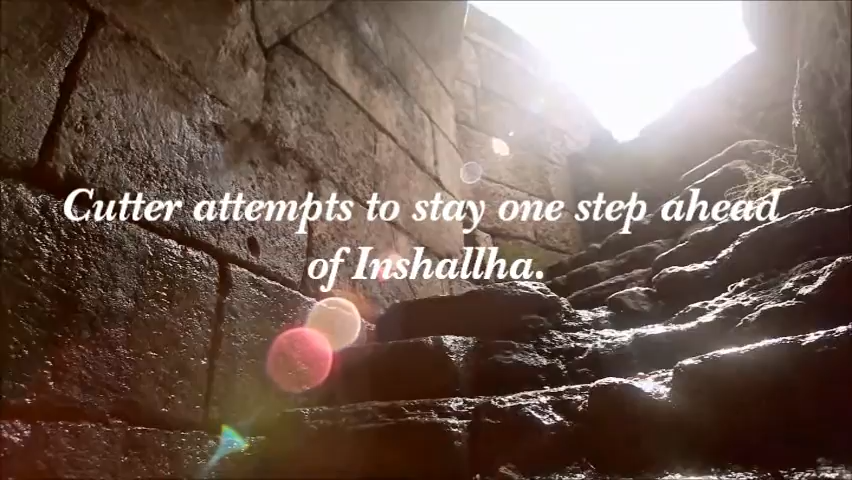 Cutter attempts to stay one step ahead
of Inshallha.